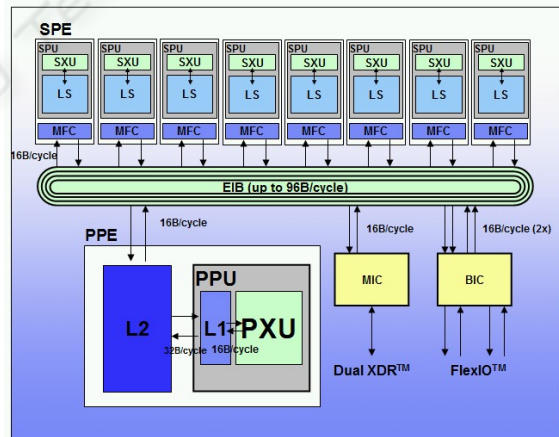 SPE
SPU SPU SPU SPU SPU SPU SPU SPU
SXU SXU SXU SXU SXU SXU SXU SXU
LS LS LS LS LS LS LS LS
MFC MFC MFC MFC MFC MFC MFC MFC
16B/cycle
EIB (up to 96B/cycle)
16B/cycle 16B/cycle 16B/cycle (2x)
PPE
PPU
MIC BIC
L2 L1 PXU
32B/cycle 16B/cycle
Dual XDR™ FlexIO™